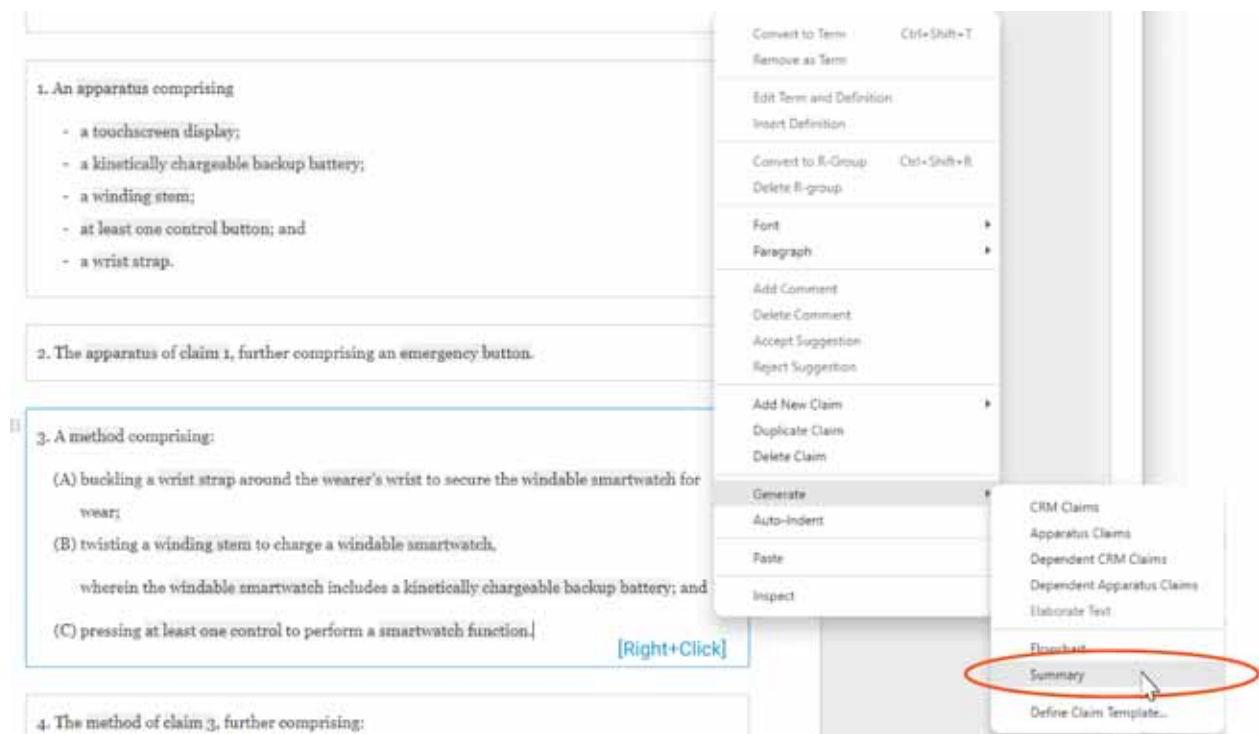 1. An apparatus comprising
- a touchscreen display;
- a kinetically chargeable backup battery;
- a winding stem;
- at least one control button; and
- a wrist strap.
2. The apparatus of claim 1, further comprising an emergency button.
3. A method comprising:
(A) buckling a wrist strap around the wearer's wrist to secure the windable smartwatch for
wear;
(B) twisting a winding stem to charge a windable smartwatch,
wherein the windable smartwatch includes a kinetically chargeable backup battery; and
(C) pressing at least one control to perform a smartwatch function.
[Right+Click]
4. The method of claim 3, further comprising:
Convert to Term Ctrl+Shift+T
Remove as Term
Edit Term and Definition
Insert Definition
Convert to R-Group Ctrl+Shift+R
Delete R-group
Font
Paragraph
Add Comment
Delete Comment
Accept Suggestion
Reject Suggestion
Add New Claim
Duplicate Claim
Delete Claim
Generate
Auto-Indent
Paste
Inspect
CRM Claims
Apparatus Claims
Dependent CRM Claims
Dependent Apparatus Claims
Elaborate Text
Flowchart
Summary
Define Claim Template...